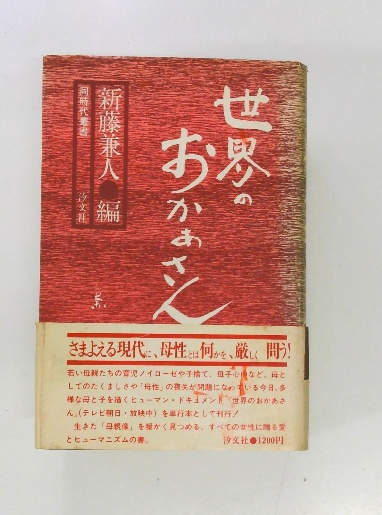 世界の
おかあさん
新藤兼人●編
同時代叢書
汐文社
さまよえる現代に、母性とは何かを、厳しく問う!
若い母親たちの育児ノイローゼや子捨て、母子心中など、母と
してのたくましさや「母性」の喪失が問題になっている今日、多
様な母と子を描くヒューマン・ドキュメント「世界のおかあさ
ん」(テレビ朝日・放映中)を単行本として刊行!
生きた「母親像」を暖かく見つめる、すべての女性に贈る愛
とヒューマニズムの書。
汐文社●1200円